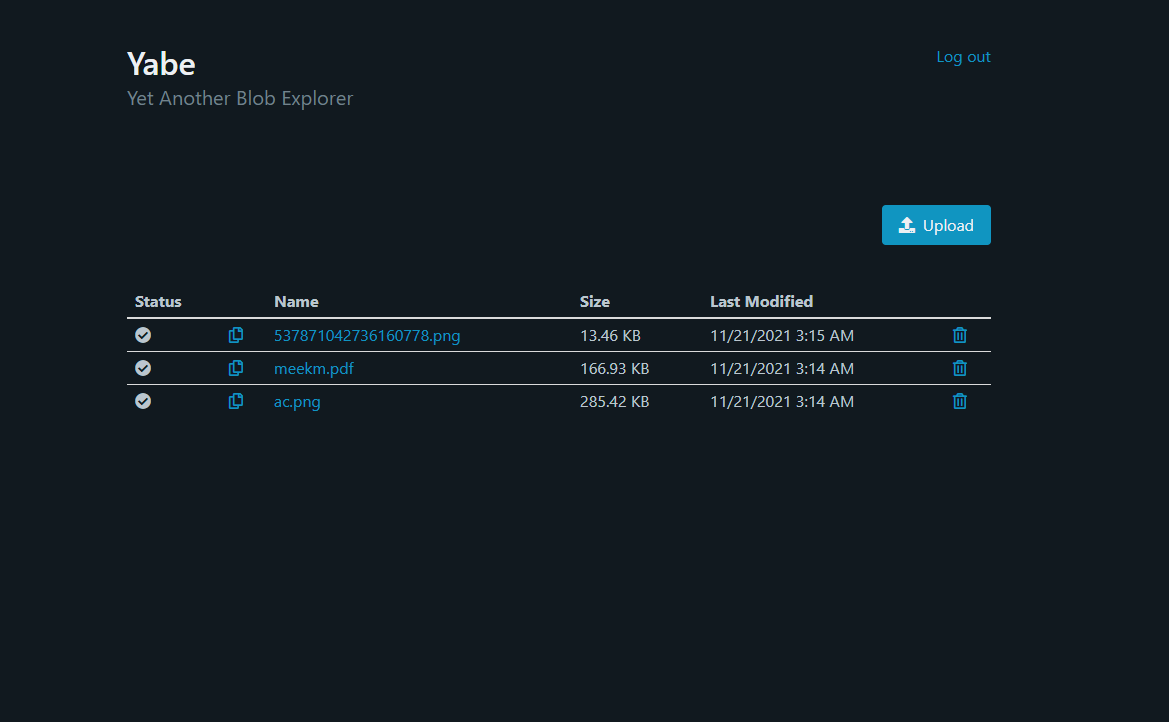 Yabe
Log out
Yet Another Blob Explorer
Upload
Status Name Size Last Modified
537871042736160778.png 13.46 KB 11/21/2021 3:15 AM
meekm.pdf 166.93 KB 11/21/2021 3:14 AM
ac.png 285.42 KB 11/21/2021 3:14 AM